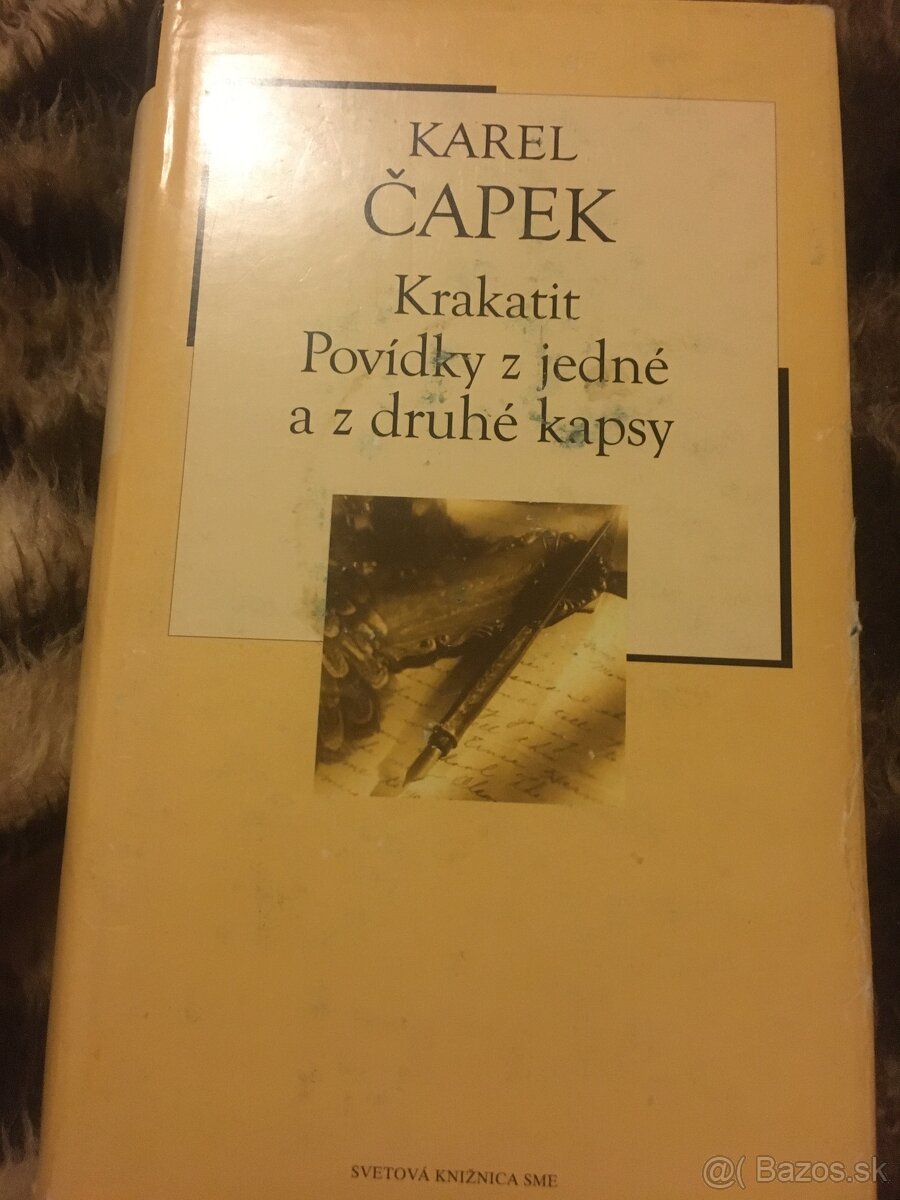 KAREL
ČAPEK
Krakatit
Povídky z jedné
a z druhé kapsy
SVETOVÁ KNIŽNICA SME
@( Bazos.sk